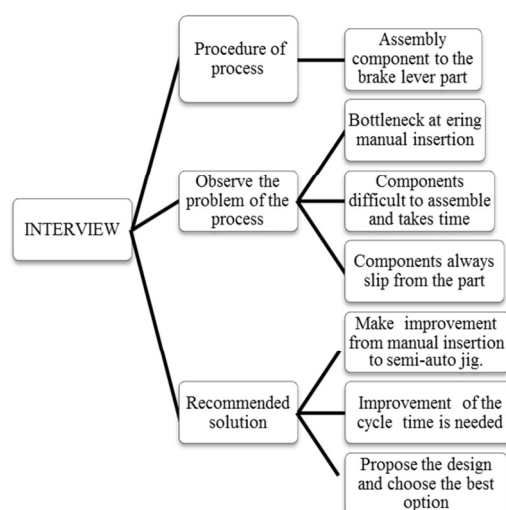 INTERVIEW
Procedure of
process
Assembly
component to the
brake lever part
Observe the
problem of the
process
Bottleneck at ering
manual insertion
Components
difficult to assemble
and takes time
Components always
slip from the part
Recommended
solution
Make improvement
from manual insertion
to semi-auto jig.
Improvement of the
cycle time is needed
Propose the design
and choose the best
option